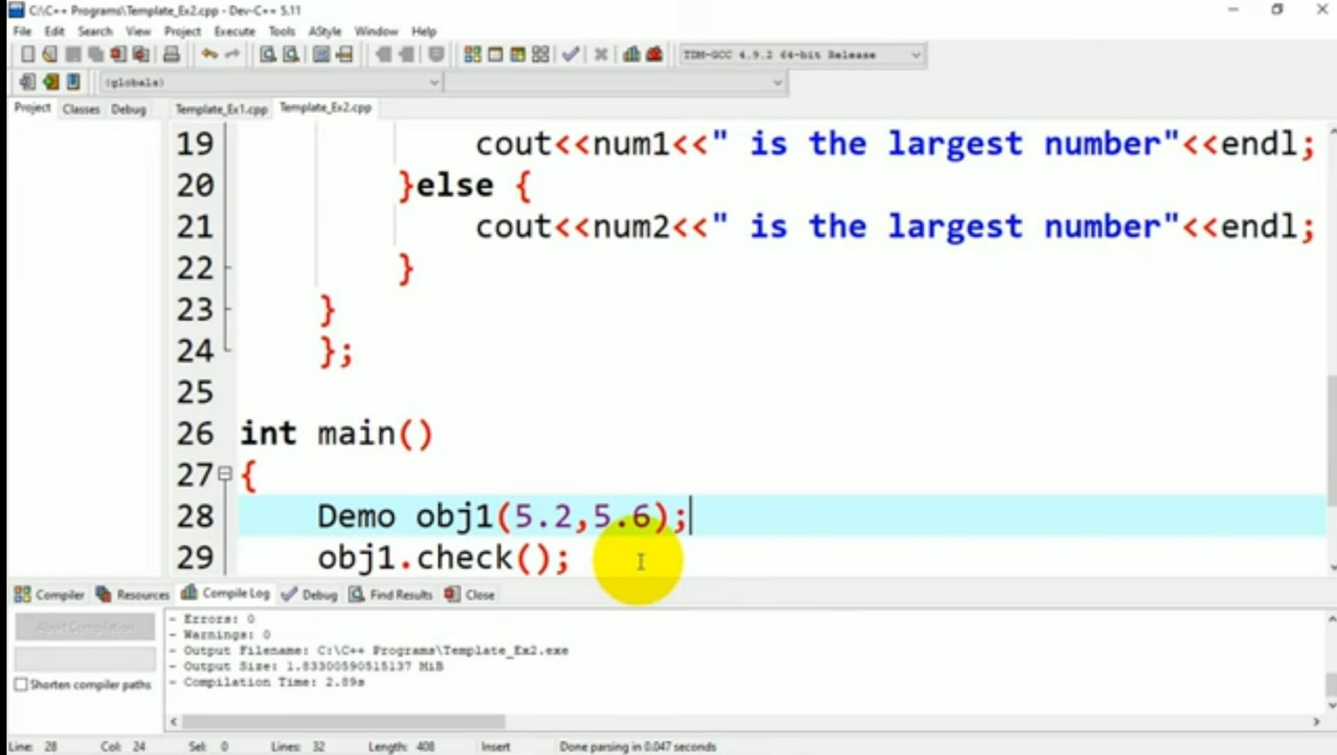 C:\C++ Programs\Template_Ex2.cpp - Dev-C++ 5.11
File Edit Search View Project Execute Tools AStyle Window Help
TDM-GCC 4.9.2 64-bit Release
(globals)
Project Classes Debug Template_Ex1.cpp Template_Ex2.cpp
19 cout<<num1<<" is the largest number"<<endl;
20 }else {
21 cout<<num2<<" is the largest number"<<endl;
22 }
23 }
24 };
25
26 int main()
27 {
28 Demo obj1(5.2,5.6);
29 obj1.check();
Compiler Resources Compile Log Debug Find Results Close
Abort Compilation
- Errors: 0
- Warnings: 0
- Output Filename: C:\C++ Programs\Template_Ex2.exe
- Output Size: 1.83300590515137 MiB
Shorten compiler paths - Compilation Time: 2.89s
Line: 28 Col: 24 Sel: 0 Lines: 32 Length: 408 Insert Done parsing in 0.047 seconds